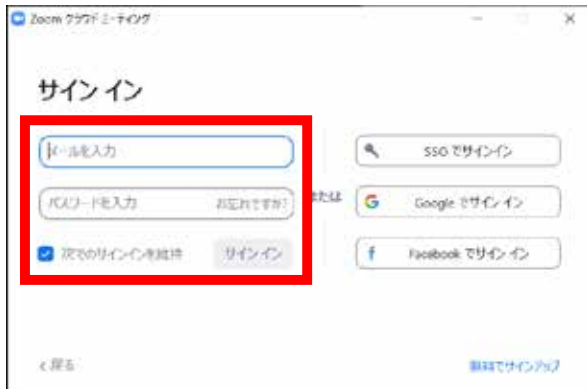 Zoom クラウド ミーティング
サイン イン
メールを入力
パスワードを入力 お忘れですか?
次でのサインインを維持 サインイン
または
SSO でサインイン
Google でサイン イン
Facebook でサイン イン
< 戻る
無料でサインアップ